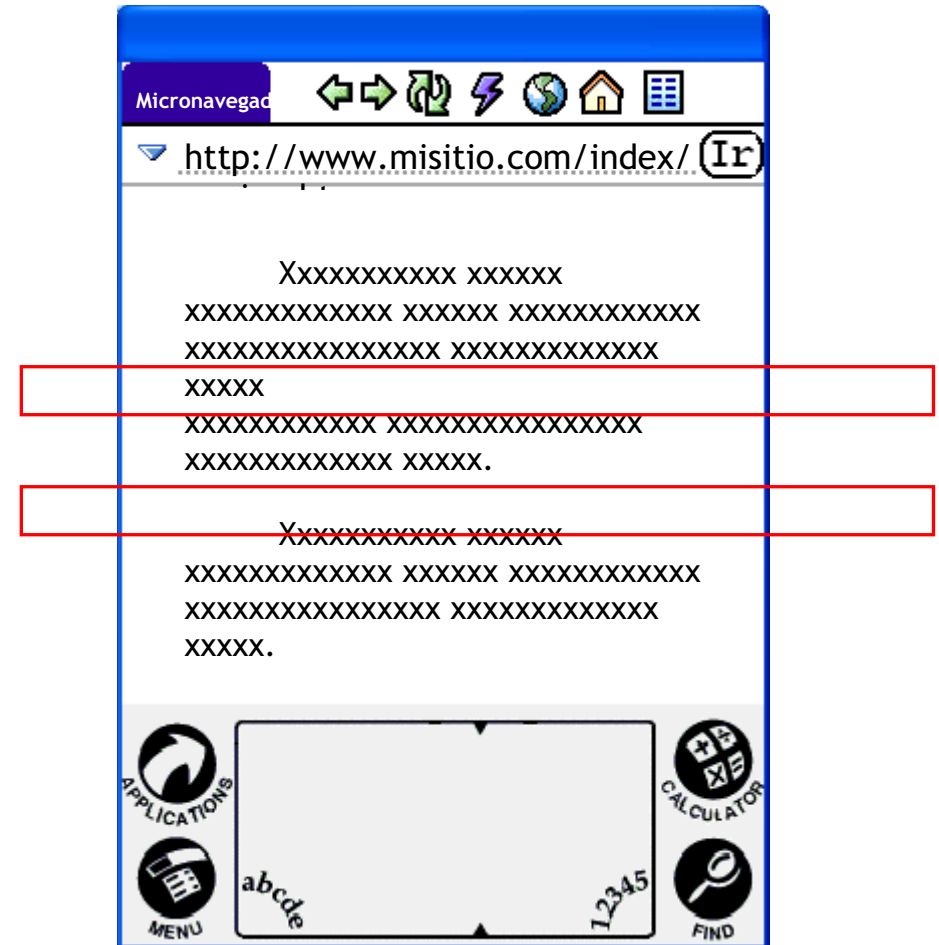 Micronavegad
http://www.misitio.com/index/ Ir
Xxxxxxxxxxx xxxxxx
xxxxxxxxxxxxx xxxxxx xxxxxxxxxxxx
xxxxxxxxxxxxxxxx xxxxxxxxxxxxx
xxxxx
xxxxxxxxxxxx xxxxxxxxxxxxxxxx
xxxxxxxxxxxxx xxxxx.
Xxxxxxxxxxx xxxxxx
xxxxxxxxxxxxx xxxxxx xxxxxxxxxxxx
xxxxxxxxxxxxxxxx xxxxxxxxxxxxx
xxxxx.
APPLICATIONS
CALCULATOR
MENU
abcde
12345
FIND